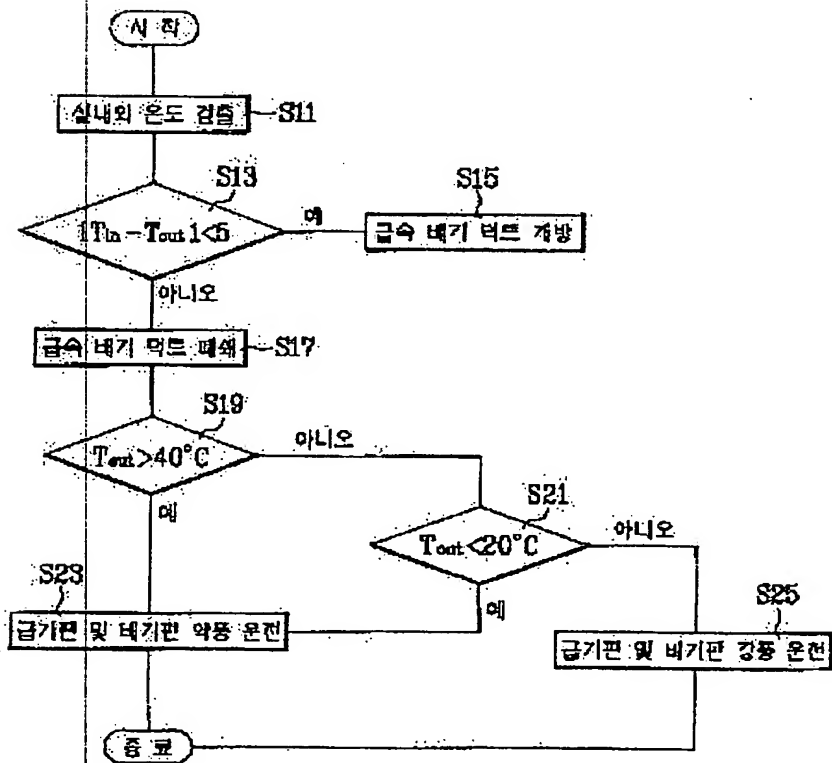 시 작
실내외 온도 검출
S11
S13
|Tin-Tout|<5
예
S15
급속 배기 덕트 개방
아니오
급속 배기 덕트 폐쇄
S17
S19
Tout>40°C
아니오
예
S21
Tout<20°C
아니오
예
S23
급기팬 및 배기팬 약풍 운전
S25
급기팬 및 배기팬 강풍 운전
종 료